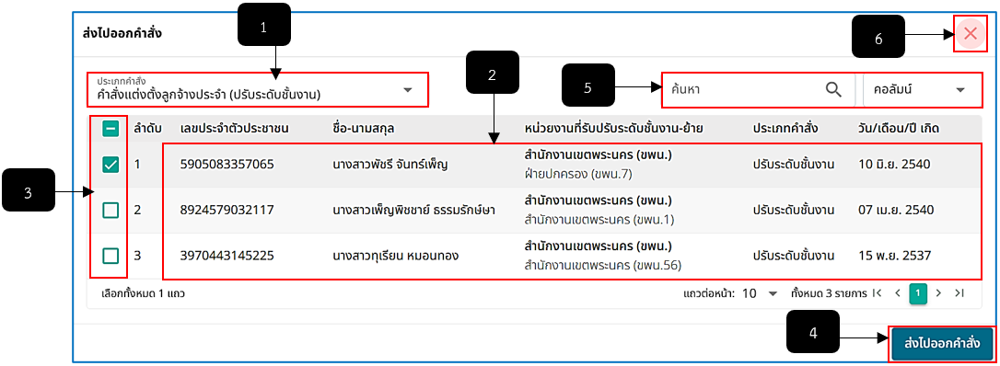 1
6
ส่งไปออกคำสั่ง
2
5
ประเภทคำสั่ง
คำสั่งแต่งตั้งลูกจ้างประจำ (ปรับระดับชั้นงาน)
ค้นหา
คอลัมน์
ลำดับ เลขประจำตัวประชาชน ชื่อ-นามสกุล หน่วยงานที่รับปรับระดับชั้นงาน-ย้าย ประเภทคำสั่ง วัน/เดือน/ปี เกิด
3
1 5905083357065 นางสาวพัชรี จันทร์เพ็ญ สำนักงานเขตพระนคร (ขพน.) ปรับระดับชั้นงาน 10 มิ.ย. 2540
ฝ่ายปกครอง (ขพน.7)
2 8924579032117 นางสาวเพ็ญพิชชาย์ ธรรมรักษ์ษา สำนักงานเขตพระนคร (ขพน.) ปรับระดับชั้นงาน 07 เม.ย. 2540
สำนักงานเขตพระนคร (ขพน.1)
3 3970443145225 นางสาวทุเรียน หมอนทอง สำนักงานเขตพระนคร (ขพน.) ปรับระดับชั้นงาน 15 พ.ย. 2537
สำนักงานเขตพระนคร (ขพน.56)
เลือกทั้งหมด 1 แถว แถวต่อหน้า: 10 ทั้งหมด 3 รายการ 1
4
ส่งไปออกคำสั่ง